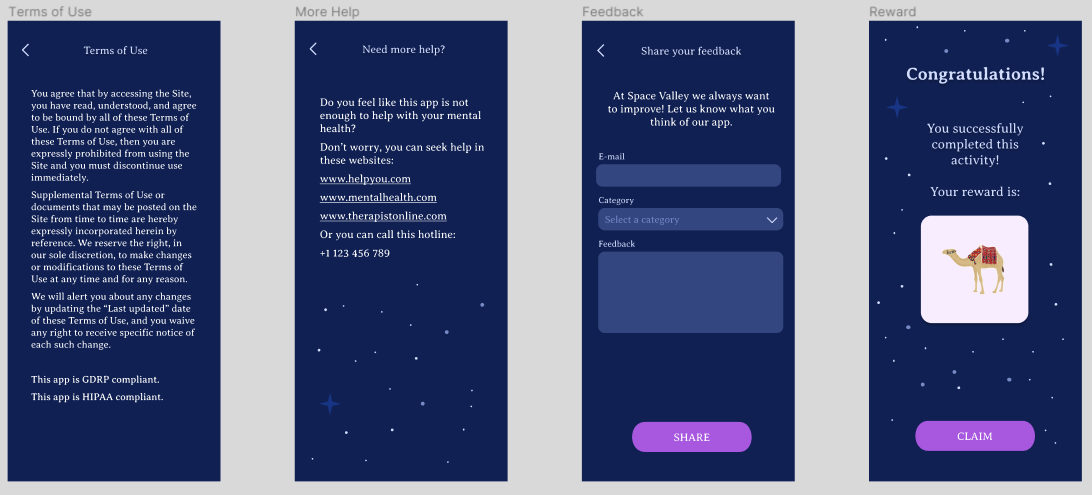 Terms of Use
Terms of Use
You agree that by accessing the Site,
you have read, understood, and agree
to be bound by all of these Terms of
Use. If you do not agree with all of
these Terms of Use, then you are
expressly prohibited from using the
Site and you must discontinue use
immediately.
Supplemental Terms of Use or
documents that may be posted on the
Site from time to time are hereby
expressly incorporated herein by
reference. We reserve the right, in
our sole discretion, to make changes
or modifications to these Terms of
Use at any time and for any reason.
We will alert you about any changes
by updating the “Last updated” date
of these Terms of Use, and you waive
any right to receive specific notice of
each such change.
This app is GDRP compliant.
This app is HIPAA compliant.
More Help
Need more help?
Do you feel like this app is not
enough to help with your mental
health?
Don’t worry, you can seek help in
these websites:
www.helpyou.com
www.mentalhealth.com
www.therapistonline.com
Or you can call this hotline:
+1 123 456 789
Feedback
Share your feedback
At Space Valley we always want
to improve! Let us know what you
think of our app.
E-mail
Category
Select a category
Feedback
SHARE
Reward
Congratulations!
You successfully
completed this
activity!
Your reward is:
CLAIM